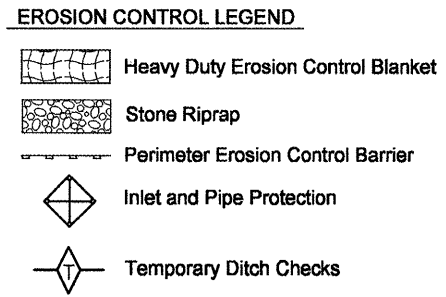 EROSION CONTROL LEGEND
Heavy Duty Erosion Control Blanket
Stone Riprap
Perimeter Erosion Control Barrier
Inlet and Pipe Protection
T Temporary Ditch Checks